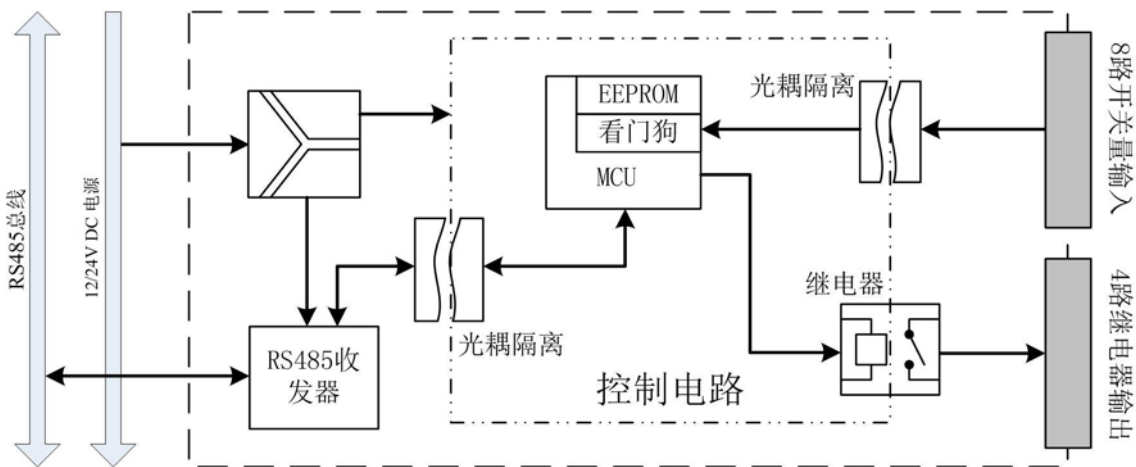 RS485总线
12/24V DC 电源
EEPROM
看门狗
MCU
光耦隔离
8路开关量输入
光耦隔离
RS485收
发器
继电器
控制电路
4路继电器输出